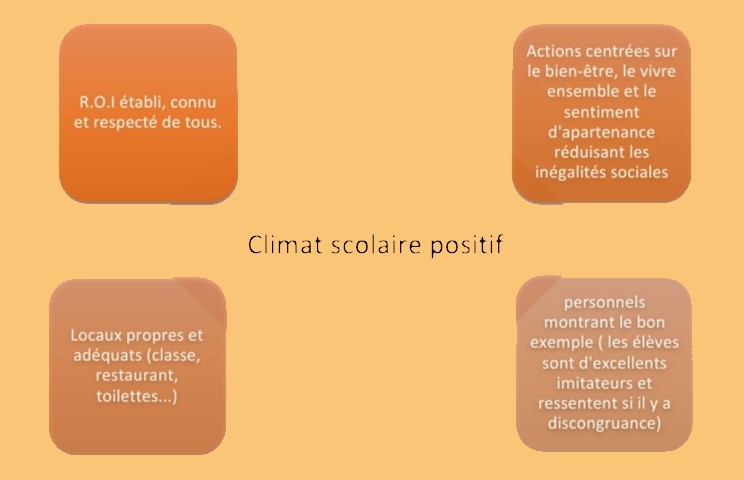 R.O.I établi, connu
et respecté de tous.
Actions centrées sur
le bien-être, le vivre
ensemble et le
sentiment
d'apartenance
réduisant les
inégalités sociales
Climat scolaire positif
Locaux propres et
adéquats (classe,
restaurant,
toilettes...)
personnels
montrant le bon
exemple ( les élèves
sont d'excellents
imitateurs et
ressentent si il y a
discongruance)